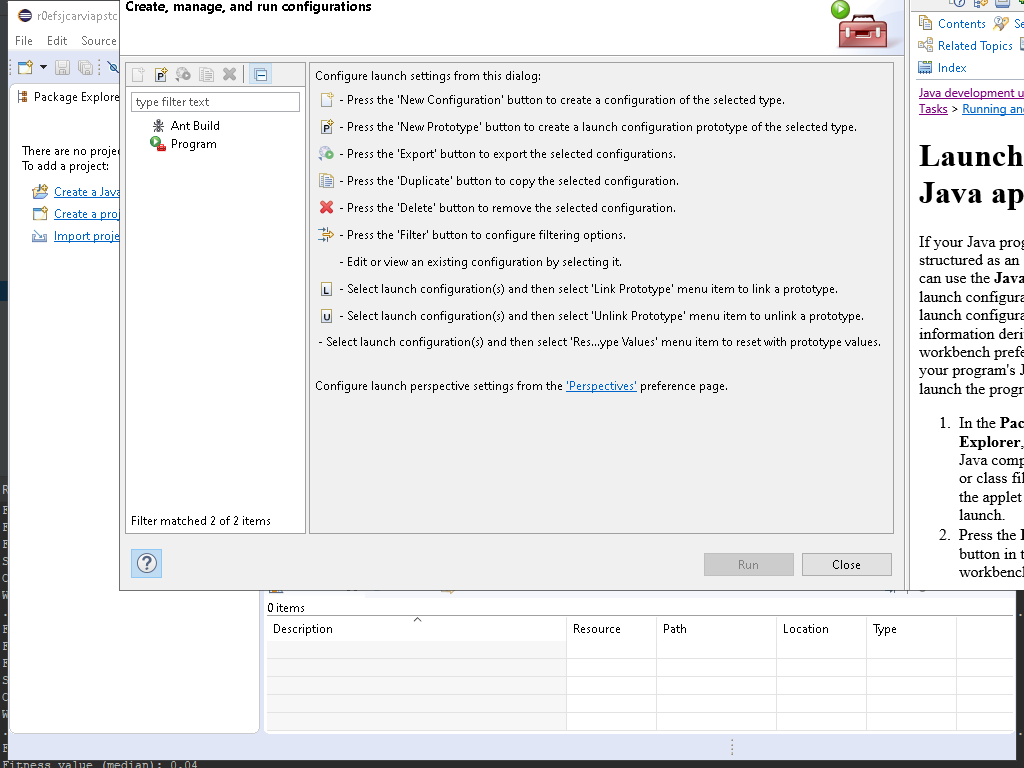 r0efsjcarviapstc
File Edit Source
Package Explore
There are no projec
To add a project:
Create a Java
Create a proj
Import proje
Create, manage, and run configurations
type filter text
Ant Build
Program
Filter matched 2 of 2 items
Configure launch settings from this dialog:
- Press the 'New Configuration' button to create a configuration of the selected type.
P - Press the 'New Prototype' button to create a launch configuration prototype of the selected type.
- Press the 'Export' button to export the selected configurations.
- Press the 'Duplicate' button to copy the selected configuration.
- Press the 'Delete' button to remove the selected configuration.
- Press the 'Filter' button to configure filtering options.
- Edit or view an existing configuration by selecting it.
L - Select launch configuration(s) and then select 'Link Prototype' menu item to link a prototype.
U - Select launch configuration(s) and then select 'Unlink Prototype' menu item to unlink a prototype.
- Select launch configuration(s) and then select 'Res...ype Values' menu item to reset with prototype values.
Configure launch perspective settings from the 'Perspectives' preference page.
Run Close
Contents Se
Related Topics
Index
Java development u
Tasks > Running and
Launch
Java ap
If your Java prog
structured as an
can use the Java
launch configura
launch configura
information deri
workbench prefe
your program's J
launch the progr
1. In the Pac
Explorer,
Java comp
or class fil
the applet
launch.
2. Press the
button in t
workbench
0 items
Description Resource Path Location Type
Fitness value (median): 0.04